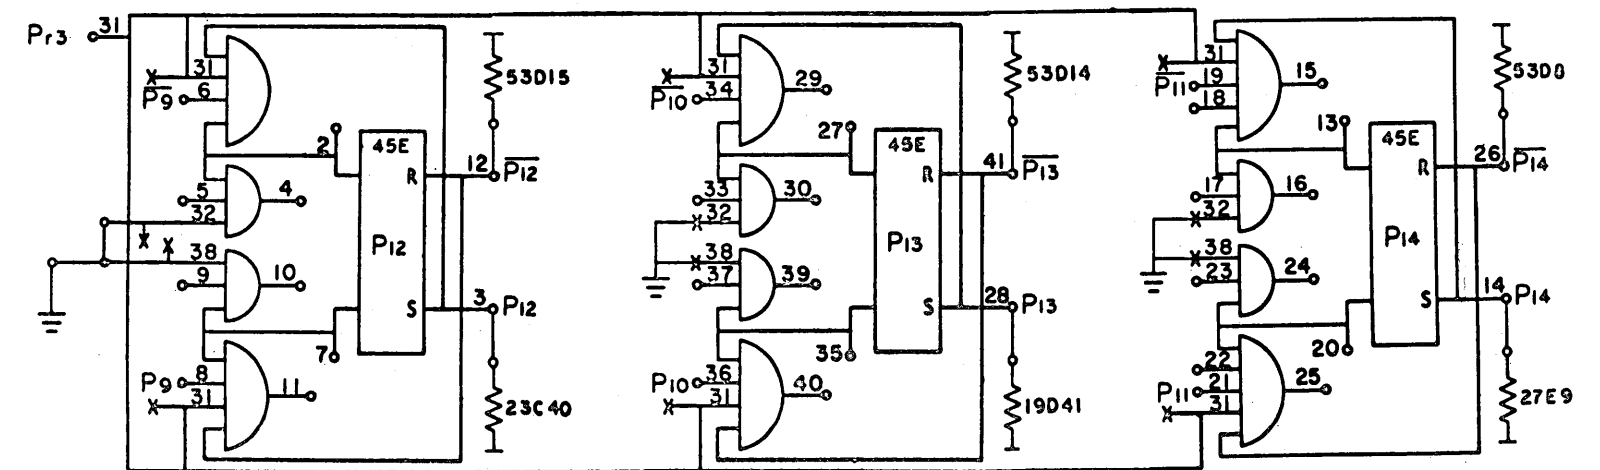 Pr3 31
31
P9
6
2
5
4
32
38
9
10
7
P9 8
31
11
45E
R
P12
S
12 P12
3 P12
53D15
23C40
31
P10 34
29
27
33
30
32
38
37
39
35
P10 36
31
40
45E
R
P13
S
41 P13
28 P13
53D14
19D41
31
P11 19
18
15
13
17
16
32
38
23
24
20
22
P11 21
31
25
45E
R
P14
S
26 P14
14 P14
53D8
27E9